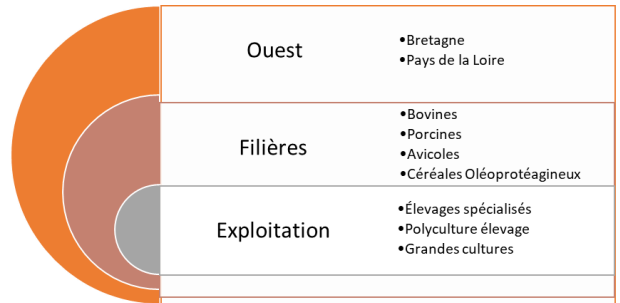 Ouest
•Bretagne
•Pays de la Loire
Filières
•Bovines
•Porcines
•Avicoles
•Céréales Oléoprotéagineux
Exploitation
•Élevages spécialisés
•Polyculture élevage
•Grandes cultures